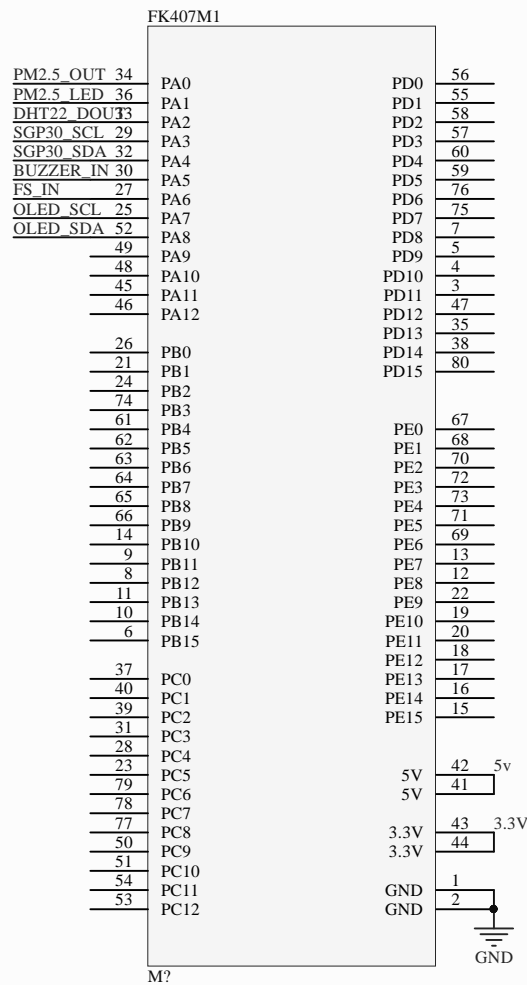 FK407M1
PM2.5_OUT 34 PA0 PD0 56
PM2.5_LED 36 PA1 PD1 55
DHT22_DOUT 33 PA2 PD2 58
SGP30_SCL 29 PA3 PD3 57
SGP30_SDA 32 PA4 PD4 60
BUZZER_IN 30 PA5 PD5 59
FS_IN 27 PA6 PD6 76
OLED_SCL 25 PA7 PD7 75
OLED_SDA 52 PA8 PD8 7
49 PA9 PD9 5
48 PA10 PD10 4
45 PA11 PD11 3
46 PA12 PD12 47
PD13 35
26 PB0 PD14 38
21 PB1 PD15 80
24 PB2
74 PB3
61 PB4 PE0 67
62 PB5 PE1 68
63 PB6 PE2 70
64 PB7 PE3 72
65 PB8 PE4 73
66 PB9 PE5 71
14 PB10 PE6 69
9 PB11 PE7 13
8 PB12 PE8 12
11 PB13 PE9 22
10 PB14 PE10 19
6 PB15 PE11 20
PE12 18
37 PC0 PE13 17
40 PC1 PE14 16
39 PC2 PE15 15
31 PC3
28 PC4
23 PC5 5V 42 5v
79 PC6 5V 41
78 PC7
77 PC8 3.3V 43 3.3V
50 PC9 3.3V 44
51 PC10
54 PC11 GND 1
53 PC12 GND 2
GND
M?